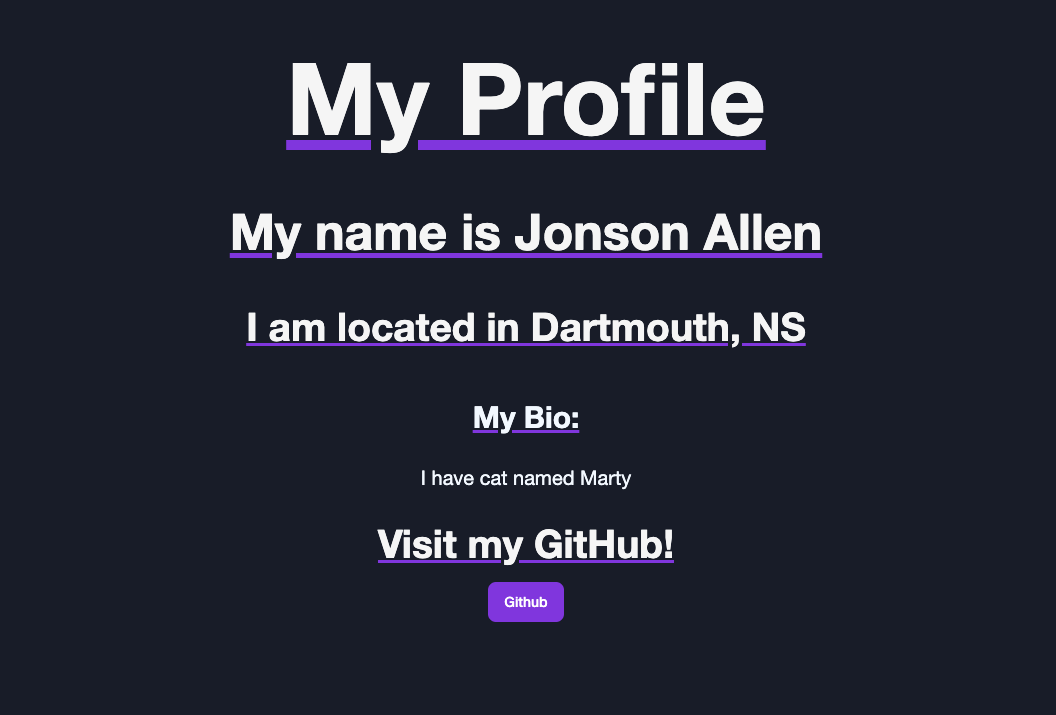 My Profile
My name is Jonson Allen
I am located in Dartmouth, NS
My Bio:
I have cat named Marty
Visit my GitHub!
Github